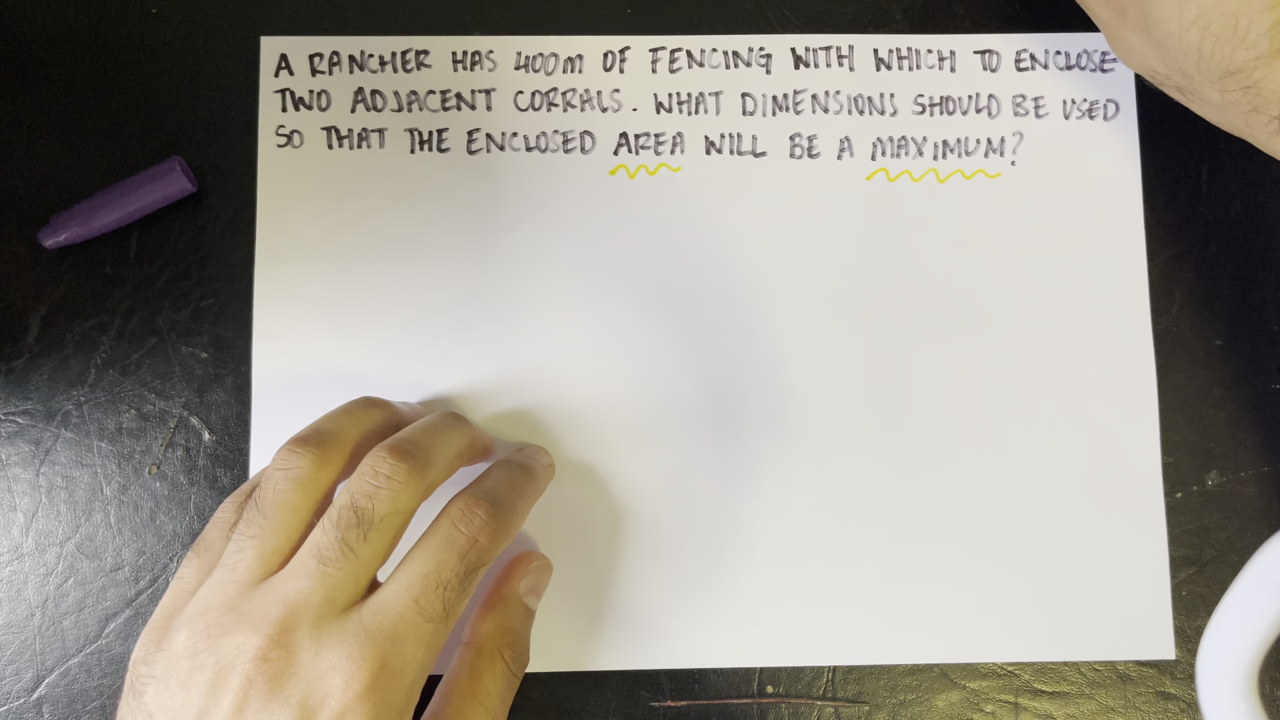 A RANCHER HAS 400m OF FENCING WITH WHICH TO ENCLOSE
TWO ADJACENT CORRALS. WHAT DIMENSIONS SHOULD BE USED
SO THAT THE ENCLOSED AREA WILL BE A MAXIMUM?